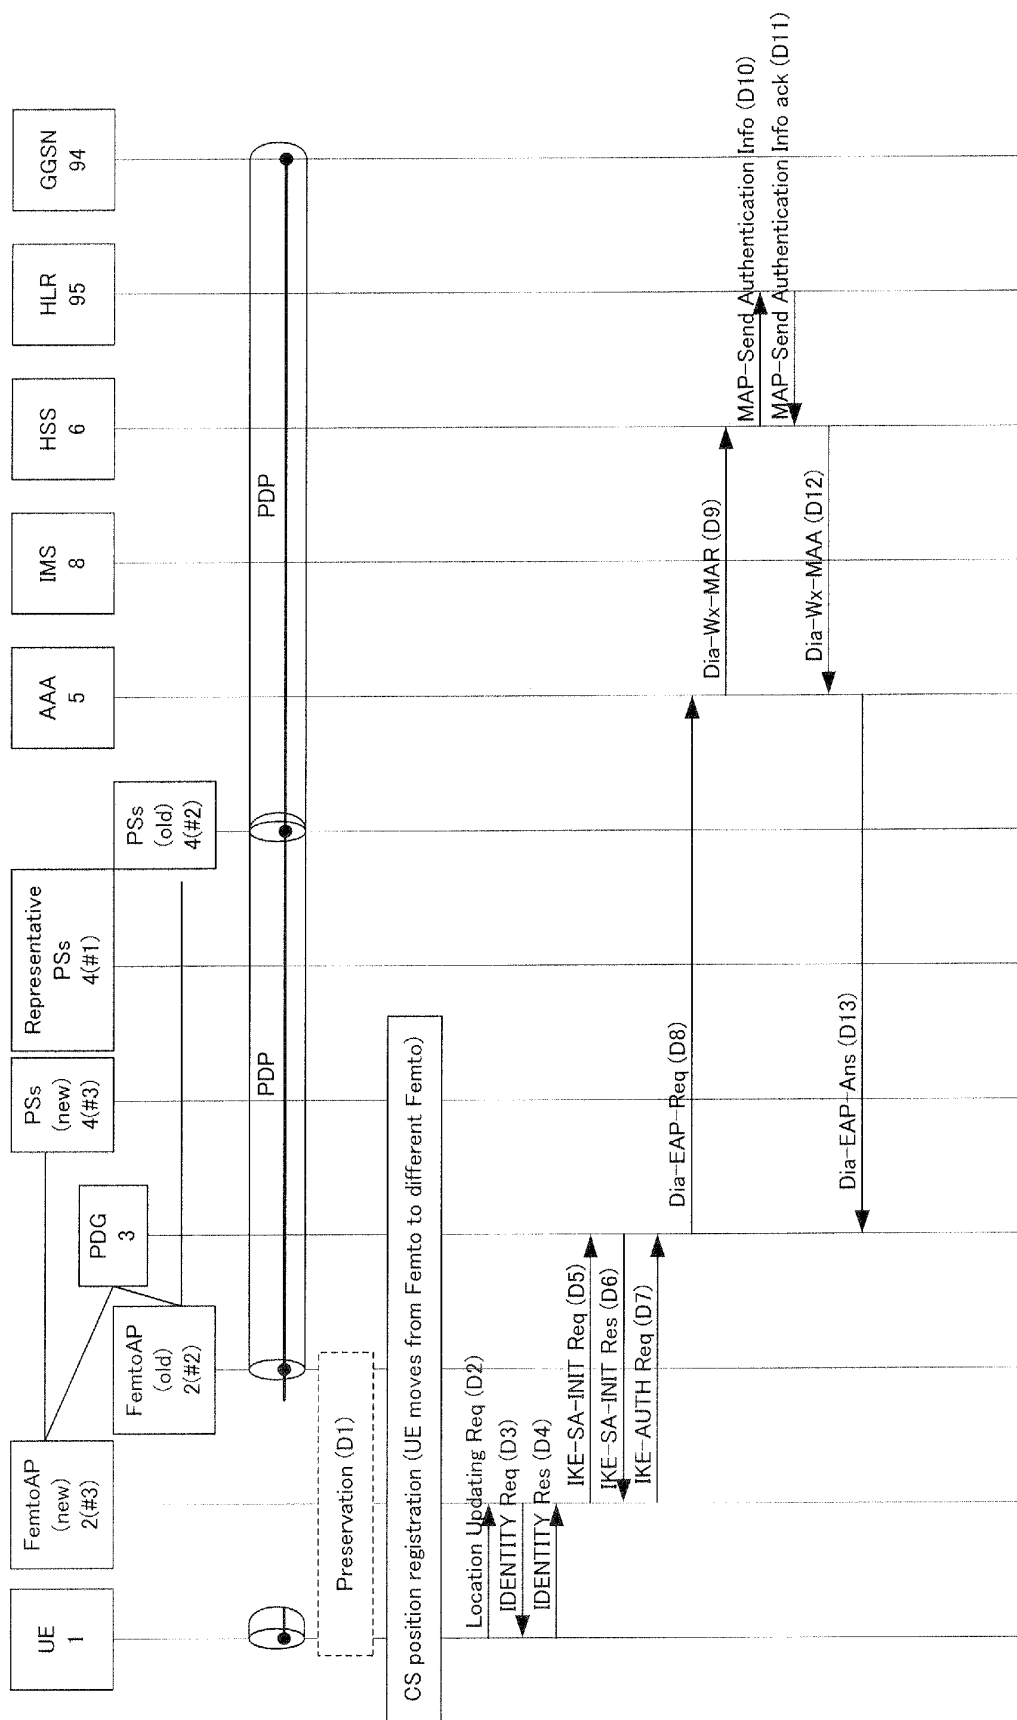 UE
1
FemtoAP
(new)
2(#3)
FemtoAP
(old)
2(#2)
PDG
3
PSs
(new)
4(#3)
Representative
PSs
4(#1)
PSs
(old)
4(#2)
AAA
5
IMS
8
HSS
6
HLR
95
GGSN
94
PDP
PDP
Preservation (D1)
CS position registration (UE moves from Femto to different Femto)
Location Updating Req (D2)
IDENTITY Req (D3)
IDENTITY Res (D4)
IKE-SA-INIT Req (D5)
IKE-SA-INIT Res (D6)
IKE-AUTH Req (D7)
Dia-EAP-Req (D8)
Dia-Wx-MAR (D9)
MAP-Send Authentication Info (D10)
MAP-Send Authentication Info ack (D11)
Dia-Wx-MAA (D12)
Dia-EAP-Ans (D13)